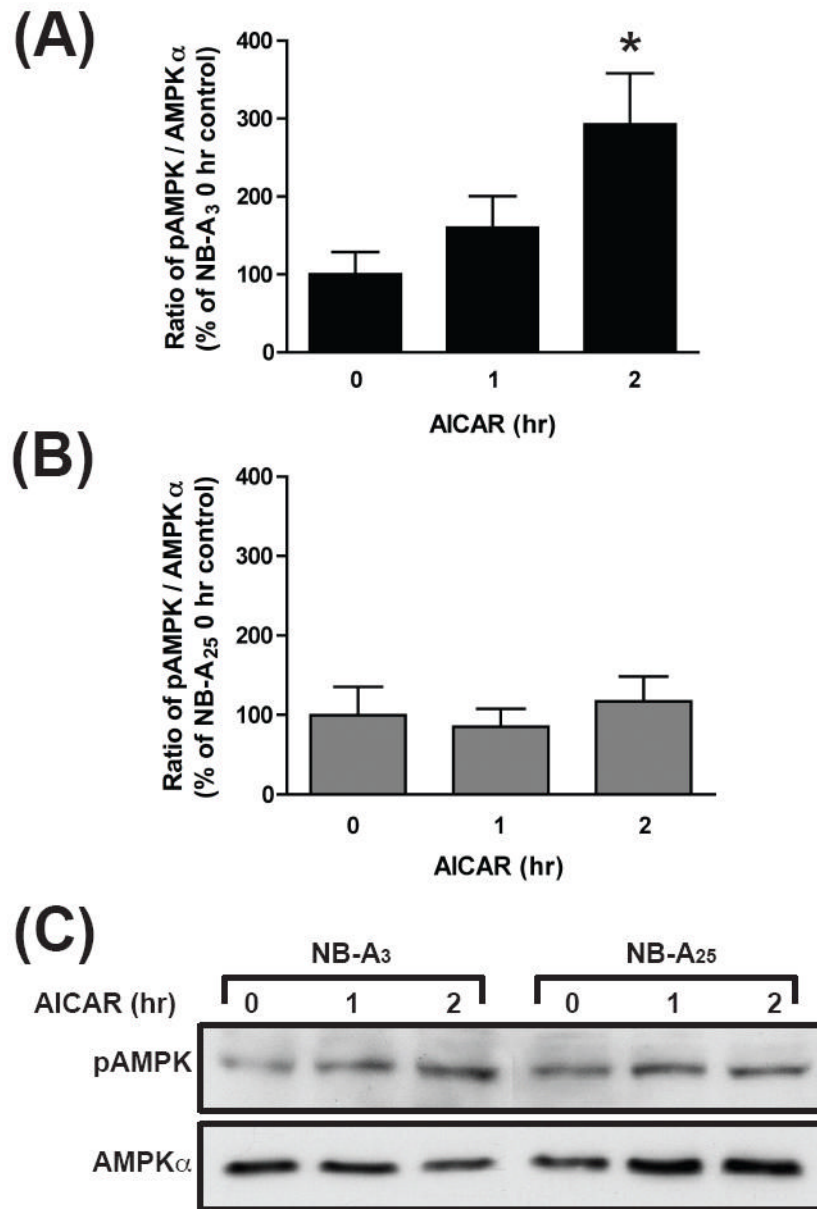 (A)
Ratio of pAMPK / AMPKα
(% of NB-A₃ 0 hr control)
400
300
200
100
0
*
0 1 2
AICAR (hr)
(B)
Ratio of pAMPK / AMPKα
(% of NB-A₂₅ 0 hr control)
400
300
200
100
0
0 1 2
AICAR (hr)
(C)
NB-A₃ NB-A₂₅
AICAR (hr) 0 1 2 0 1 2
pAMPK
AMPKα